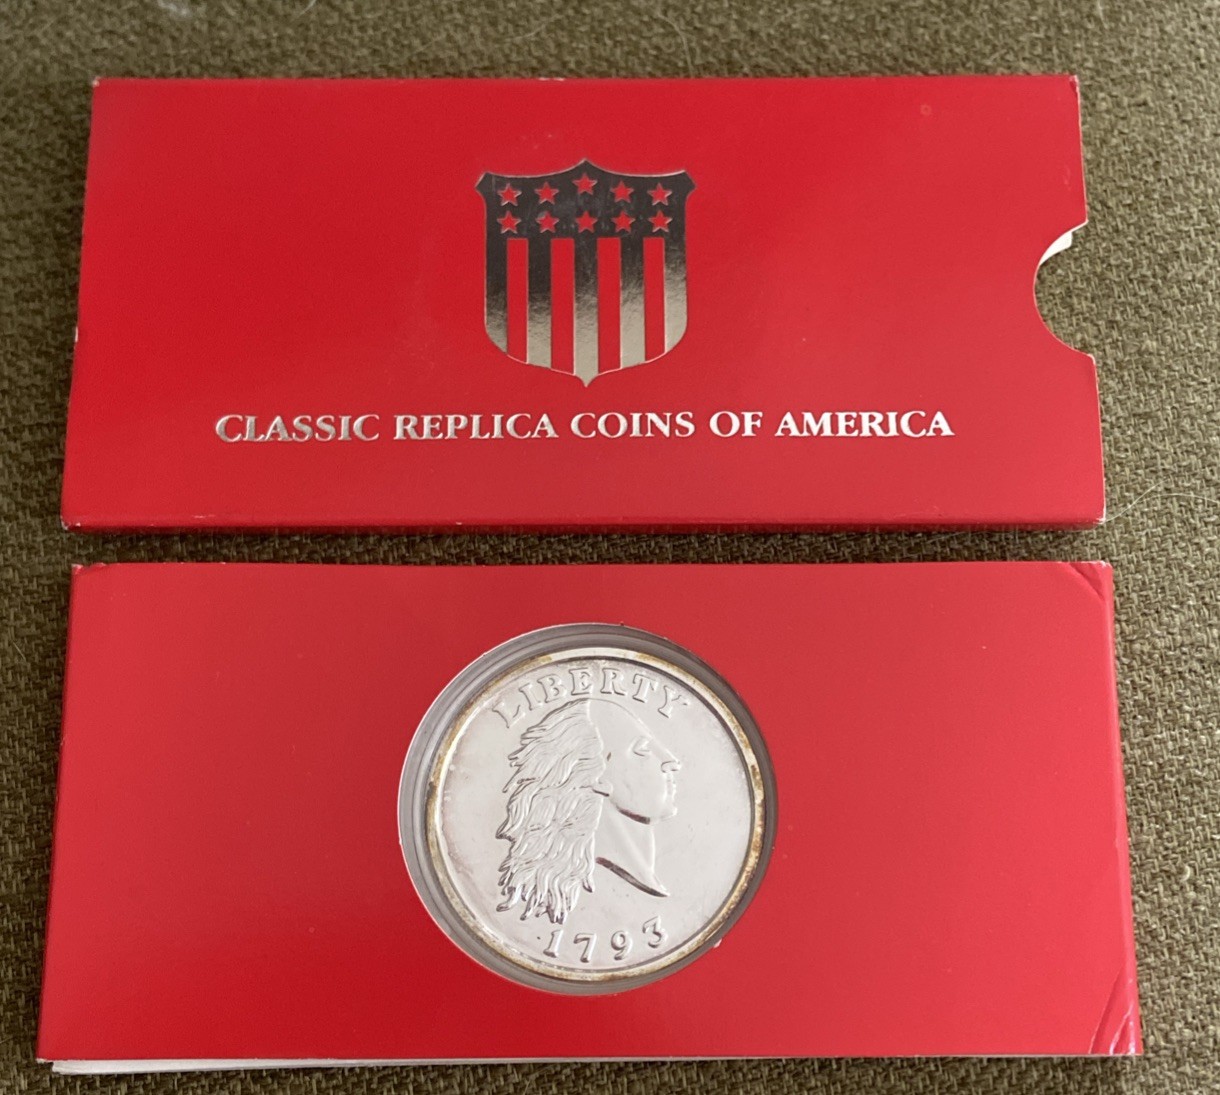 CLASSIC REPLICA COINS OF AMERICA
LIBERTY
1793